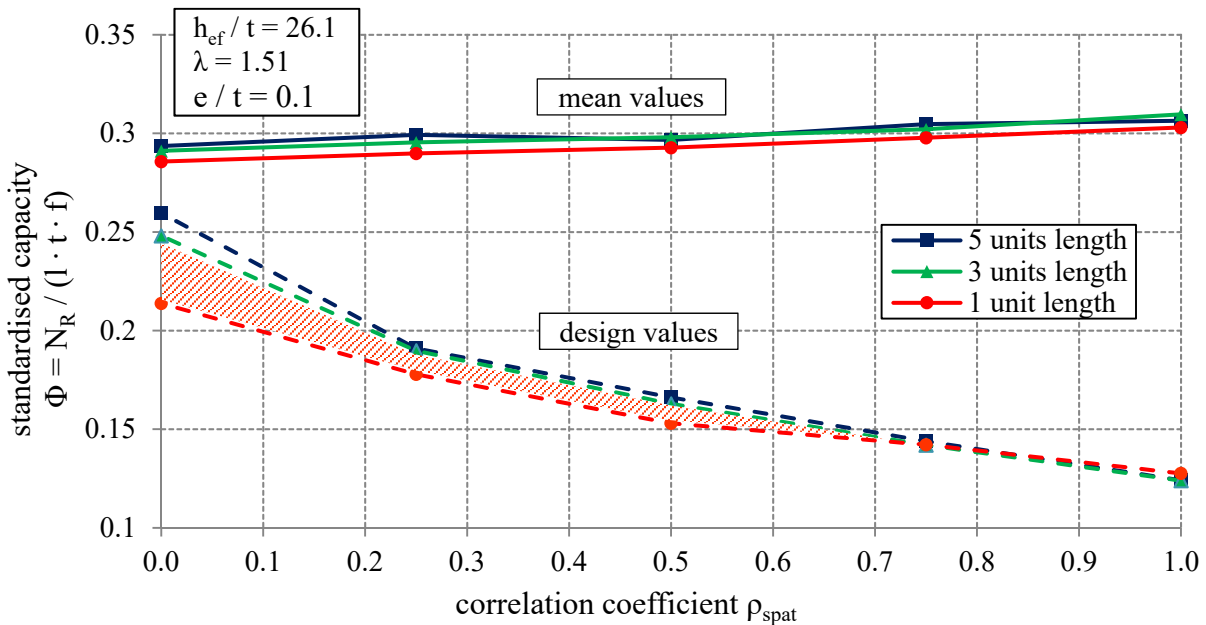 h_ef / t = 26.1
λ = 1.51
e / t = 0.1
mean values
design values
5 units length
3 units length
1 unit length
0.35
0.3
0.25
0.2
0.15
0.1
standardised capacity
Φ = N_R / (l · t · f)
0.0 0.1 0.2 0.3 0.4 0.5 0.6 0.7 0.8 0.9 1.0
correlation coefficient ρ_spat